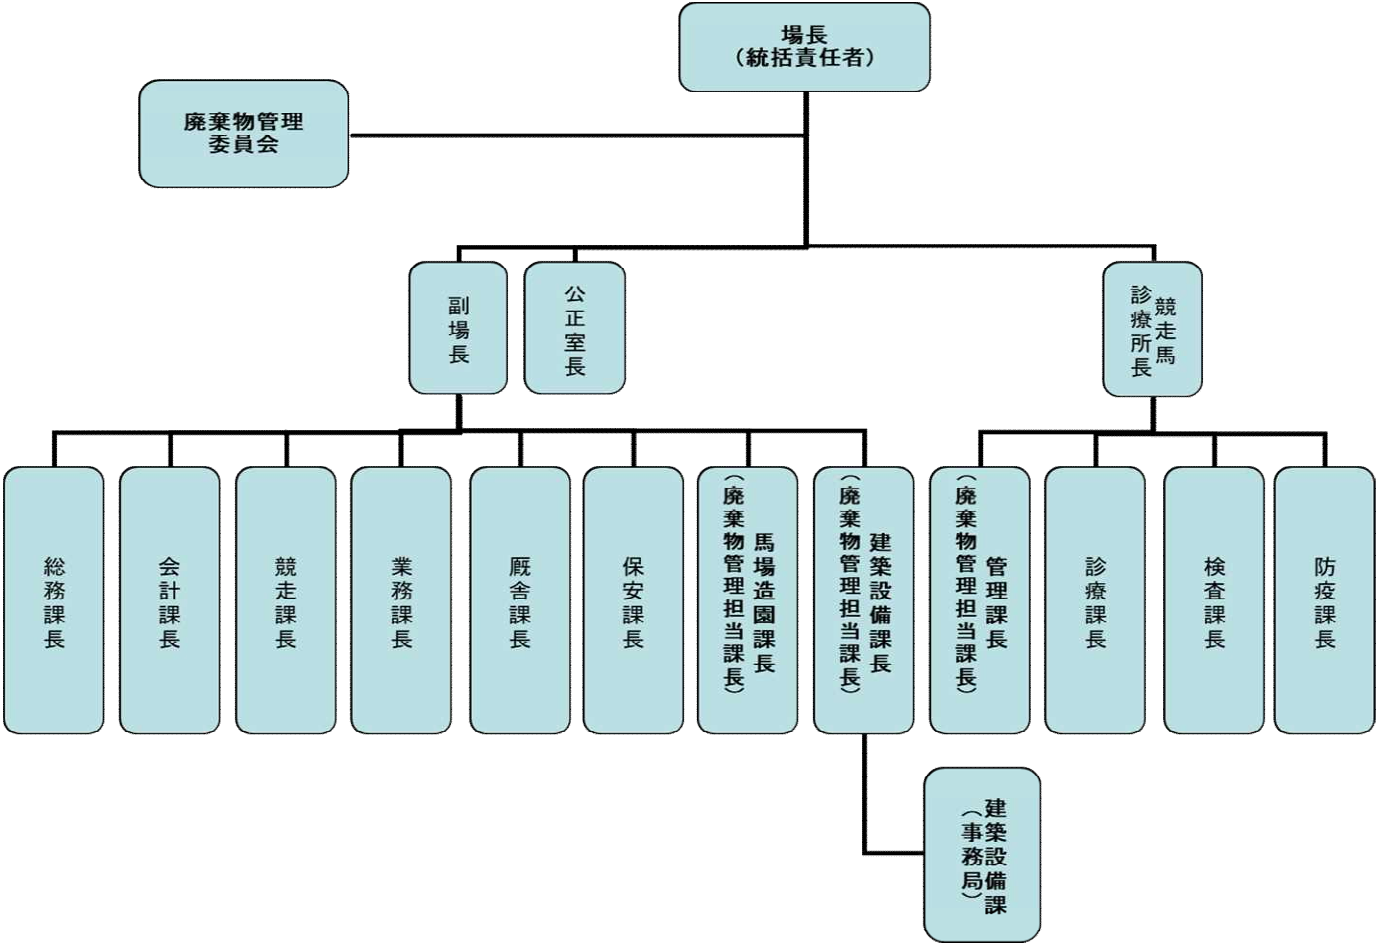 場長
（統括責任者）
廃棄物管理
委員会
副場長
公正室長
競走馬
診療所長
総務課長
会計課長
競走課長
業務課長
厩舎課長
保安課長
馬場造園課長
（廃棄物管理担当課長）
建築設備課長
（廃棄物管理担当課長）
管理課長
（廃棄物管理担当課長）
診療課長
検査課長
防疫課長
建築設備課
（事務局）